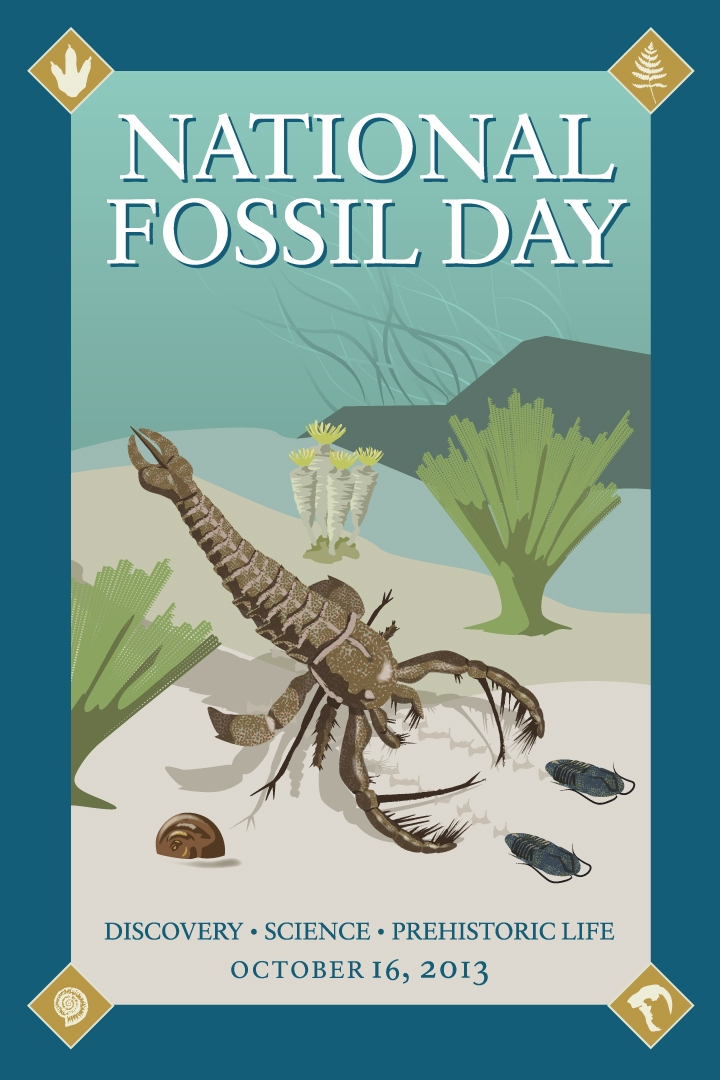 NATIONAL
FOSSIL DAY
DISCOVERY • SCIENCE • PREHISTORIC LIFE
OCTOBER 16, 2013